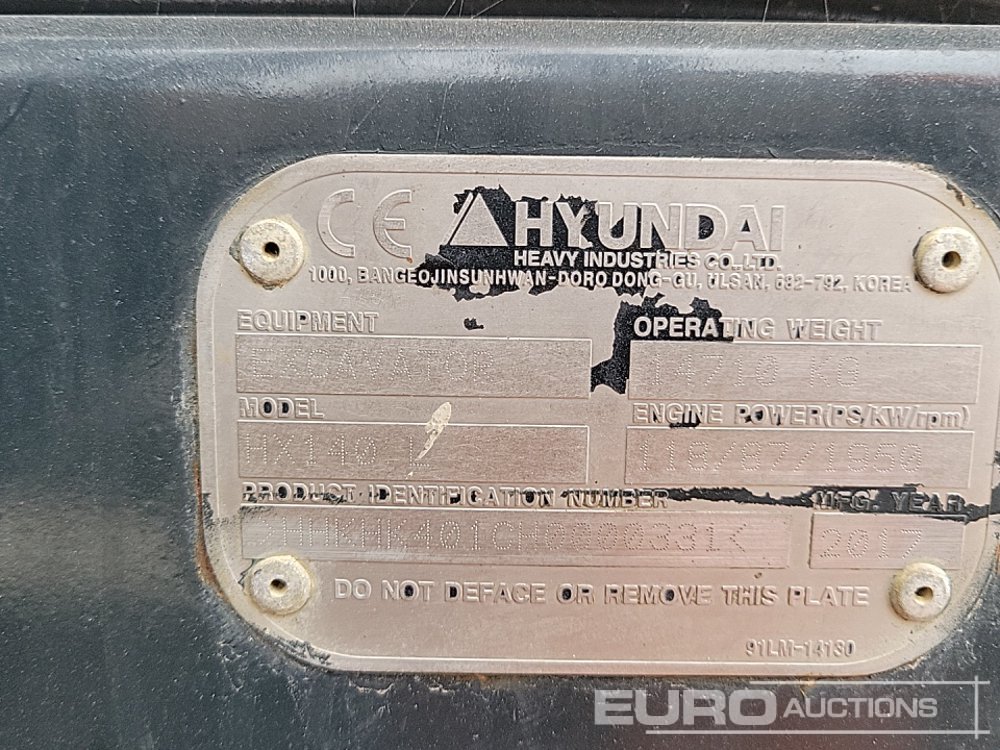 CE HYUNDAI
HEAVY INDUSTRIES CO.,LTD.
1000, BANGEOJINSUNHWAN-DORO DONG-GU, ULSAN, 682-792, KOREA
EQUIPMENT
EXCAVATOR
OPERATING WEIGHT
KG
MODEL
HX140 L
ENGINE POWER(PS/KW/rpm)
118/87/1950
PRODUCT IDENTIFICATION NUMBER
MFG. YEAR
2017
DO NOT DEFACE OR REMOVE THIS PLATE
91LM-14130
EURO AUCTIONS